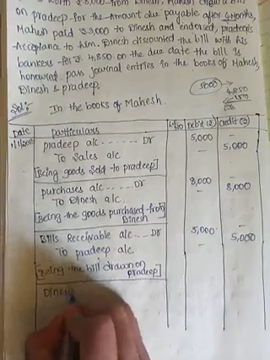 on pradeep for the amount due payable after 4 months,
Mahesh paid ₹3,000 to Dinesh and endorsed, pradeep's
Acceptance to him. Dinesh discounted the bill with his
bankers for ₹ 4,850 on the due date the bill is
honoured. pass journal entries in the books of Mahesh,
Dinesh & pradeep.
5000
4,850
150
Sol:
In the books of Mahesh.
Date particulars L.fno Debit(₹) Credit(₹)
pradeep a/c ------- Dr 5,000 -
To sales a/c - 5,000
[Being goods sold to pradeep]
purchases a/c ---- Dr 8,000 -
To Dinesh a/c - 8,000
[Being the goods purchased from
Dinesh]
Bills Receivable a/c ---- Dr 5,000 -
To pradeep a/c - 5,000
[Being the bill drawn on
pradeep]